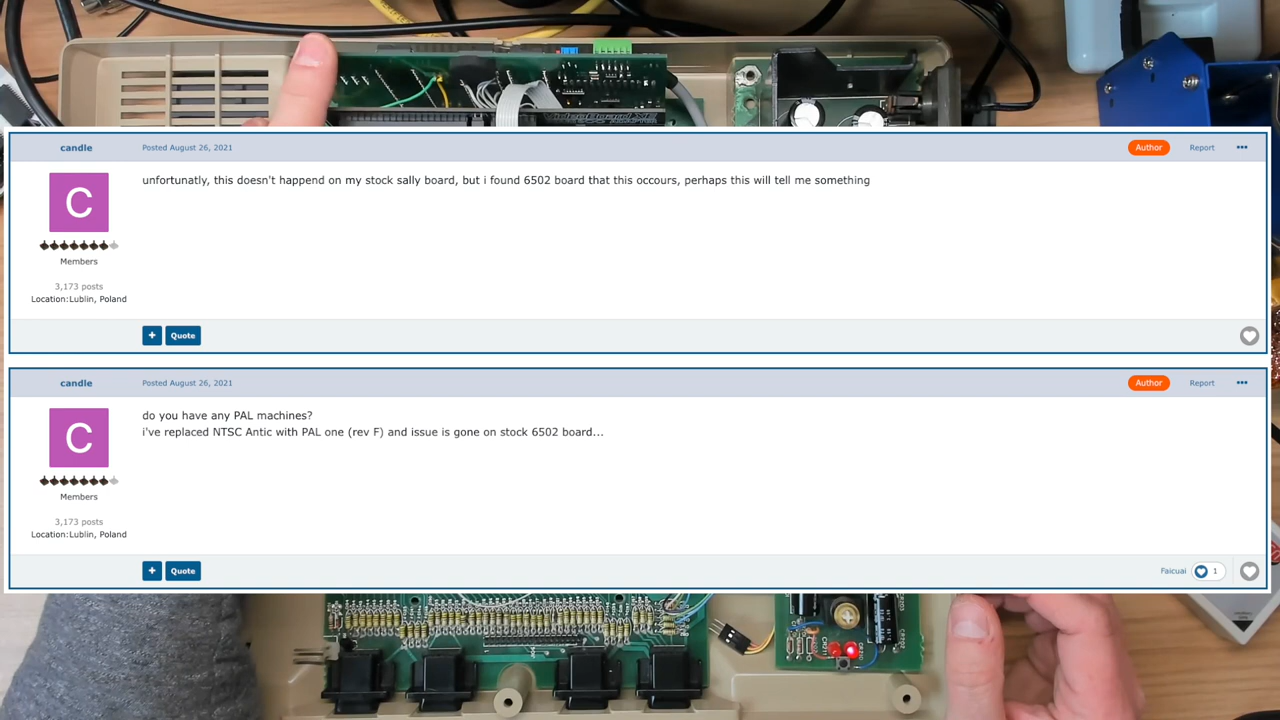 candle
Posted August 26, 2021
Author
Report
•••
C
unfortunatly, this doesn't happend on my stock sally board, but i found 6502 board that this occours, perhaps this will tell me something
Members
3,173 posts
Location:Lublin, Poland
+
Quote
candle
Posted August 26, 2021
Author
Report
•••
C
do you have any PAL machines?
i've replaced NTSC Antic with PAL one (rev F) and issue is gone on stock 6502 board...
Members
3,173 posts
Location:Lublin, Poland
+
Quote
Faicuai
1